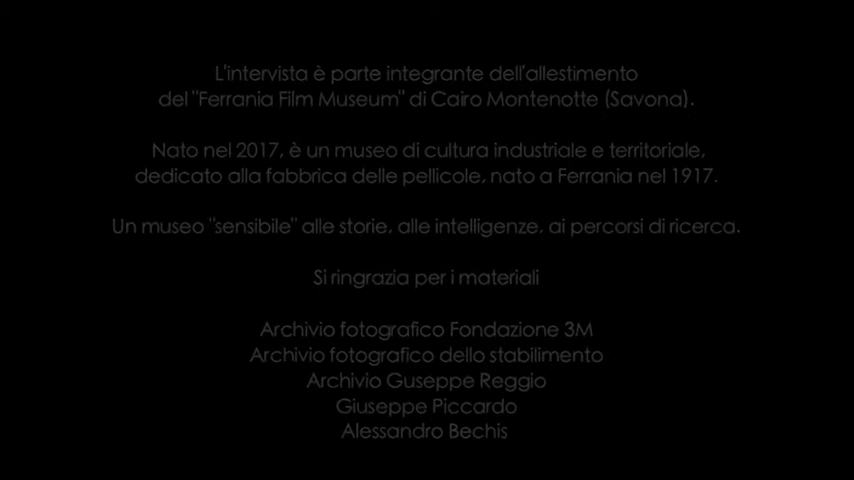 L'intervista è parte integrante dell'allestimento
del "Ferrania Film Museum" di Cairo Montenotte (Savona).
Nato nel 2017, è un museo di cultura industriale e territoriale,
dedicato alla fabbrica delle pellicole, nato a Ferrania nel 1917.
Un museo "sensibile" alle storie, alle intelligenze, ai percorsi di ricerca.
Si ringrazia per i materiali
Archivio fotografico Fondazione 3M
Archivio fotografico dello stabilimento
Archivio Guseppe Reggio
Giuseppe Piccardo
Alessandro Bechis